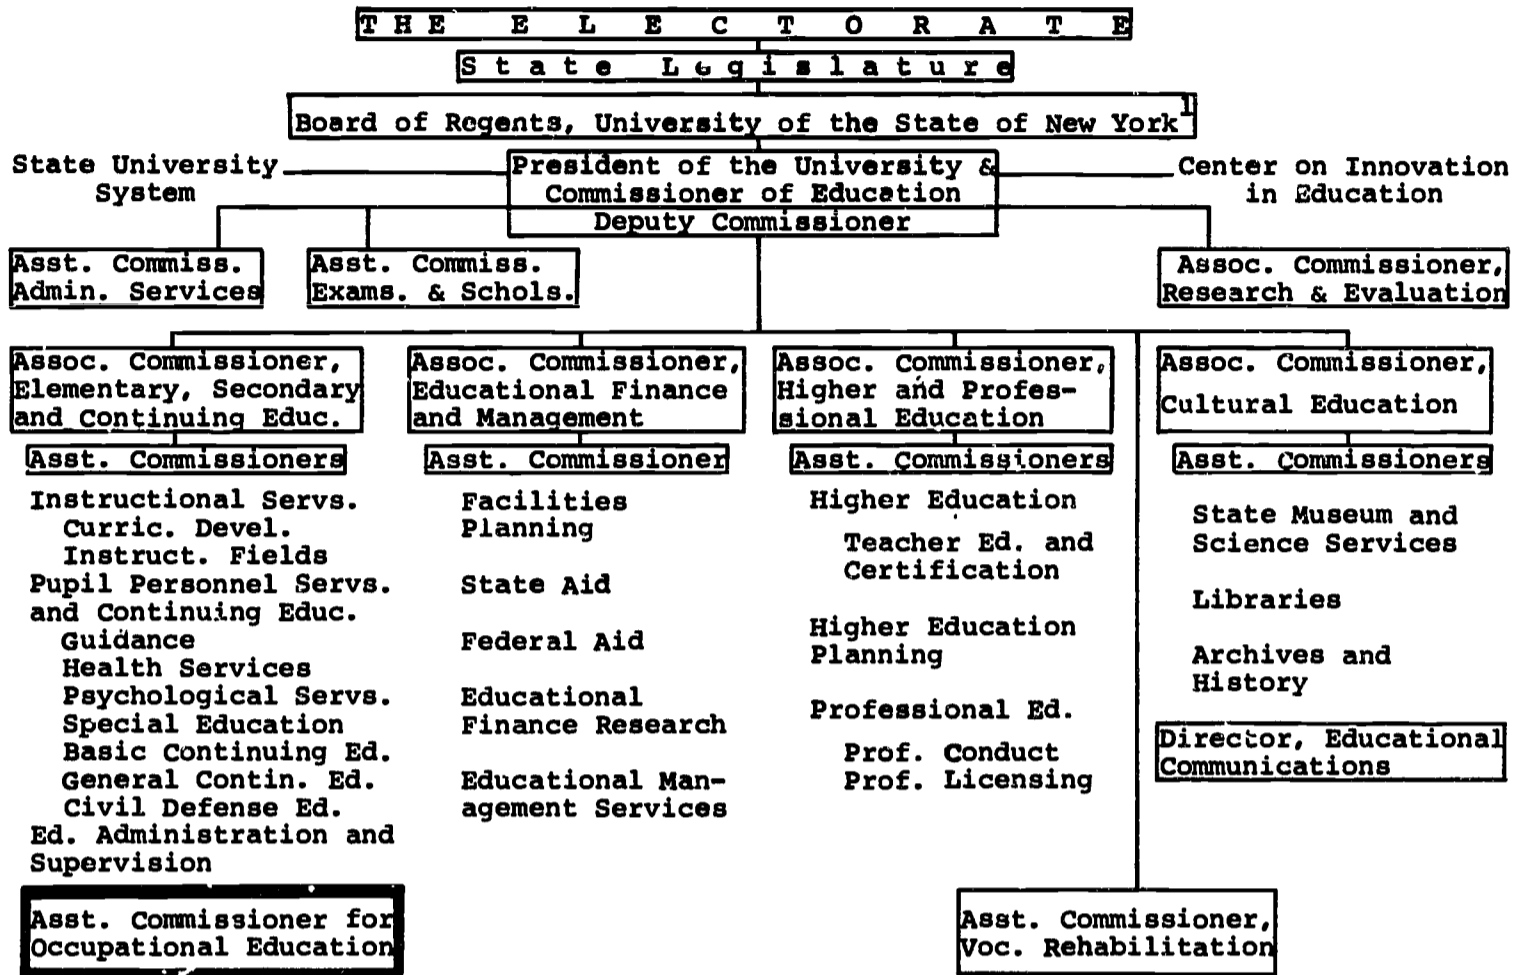 THE ELECTORATE
State Legislature
Board of Regents, University of the State of New York1
State University
System
President of the University &
Commissioner of Education
Deputy Commissioner
Center on Innovation
in Education
Asst. Commiss.
Admin. Services
Asst. Commiss.
Exams. & Schols.
Assoc. Commissioner,
Research & Evaluation
Assoc. Commissioner,
Elementary, Secondary
and Continuing Educ.
Asst. Commissioners
Instructional Servs.
Curric. Devel.
Instruct. Fields
Pupil Personnel Servs.
and Continuing Educ.
Guidance
Health Services
Psychological Servs.
Special Education
Basic Continuing Ed.
General Contin. Ed.
Civil Defense Ed.
Ed. Administration and
Supervision
Asst. Commissioner for
Occupational Education
Assoc. Commissioner,
Educational Finance
and Management
Asst. Commissioner
Facilities
Planning
State Aid
Federal Aid
Educational
Finance Research
Educational Man-
agement Services
Assoc. Commissioner,
Higher and Profes-
sional Education
Asst. Commissioners
Higher Education
Teacher Ed. and
Certification
Higher Education
Planning
Professional Ed.
Prof. Conduct
Prof. Licensing
Asst. Commissioner,
Voc. Rehabilitation
Assoc. Commissioner,
Cultural Education
Asst. Commissioners
State Museum and
Science Services
Libraries
Archives and
History
Director, Educational
Communications